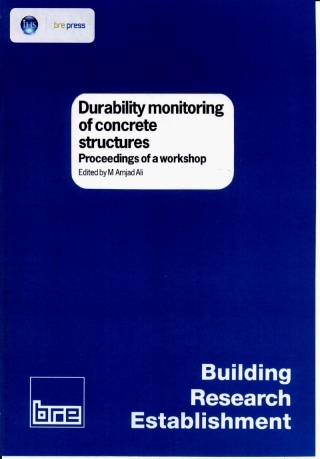 IHS
bre press
Durability monitoring
of concrete
structures
Proceedings of a workshop
Edited by M Amjad Ali
bre
Building
Research
Establishment